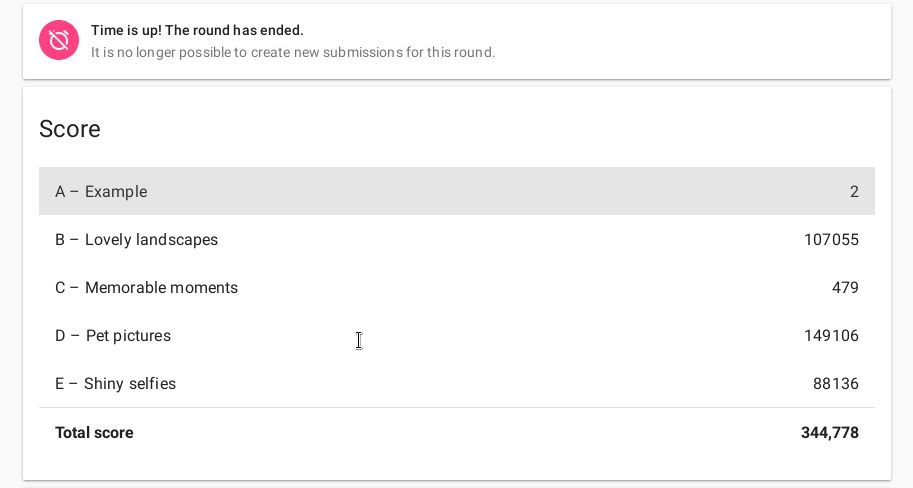 Time is up! The round has ended.
It is no longer possible to create new submissions for this round.
Score
A – Example 2
B – Lovely landscapes 107055
C – Memorable moments 479
D – Pet pictures 149106
E – Shiny selfies 88136
Total score 344,778